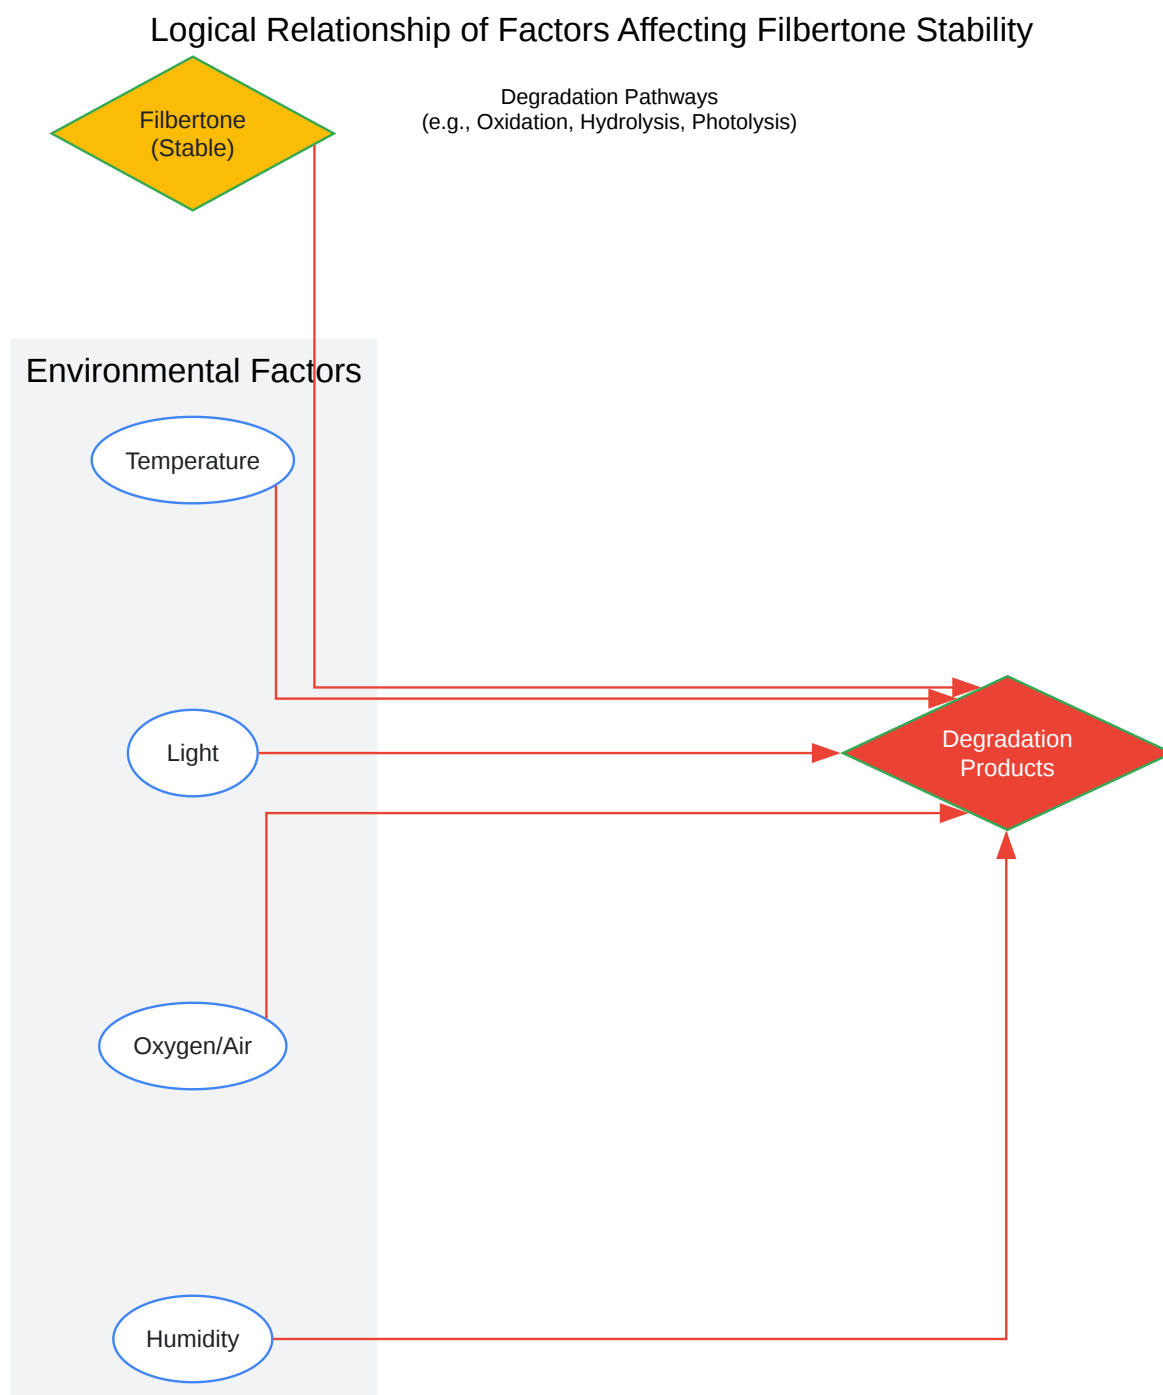 Logical Relationship of Factors Affecting Filbertone Stability
Filbertone
(Stable)
Degradation Pathways
(e.g., Oxidation, Hydrolysis, Photolysis)
Environmental Factors
Temperature
Light
Degradation
Products
Oxygen/Air
Humidity